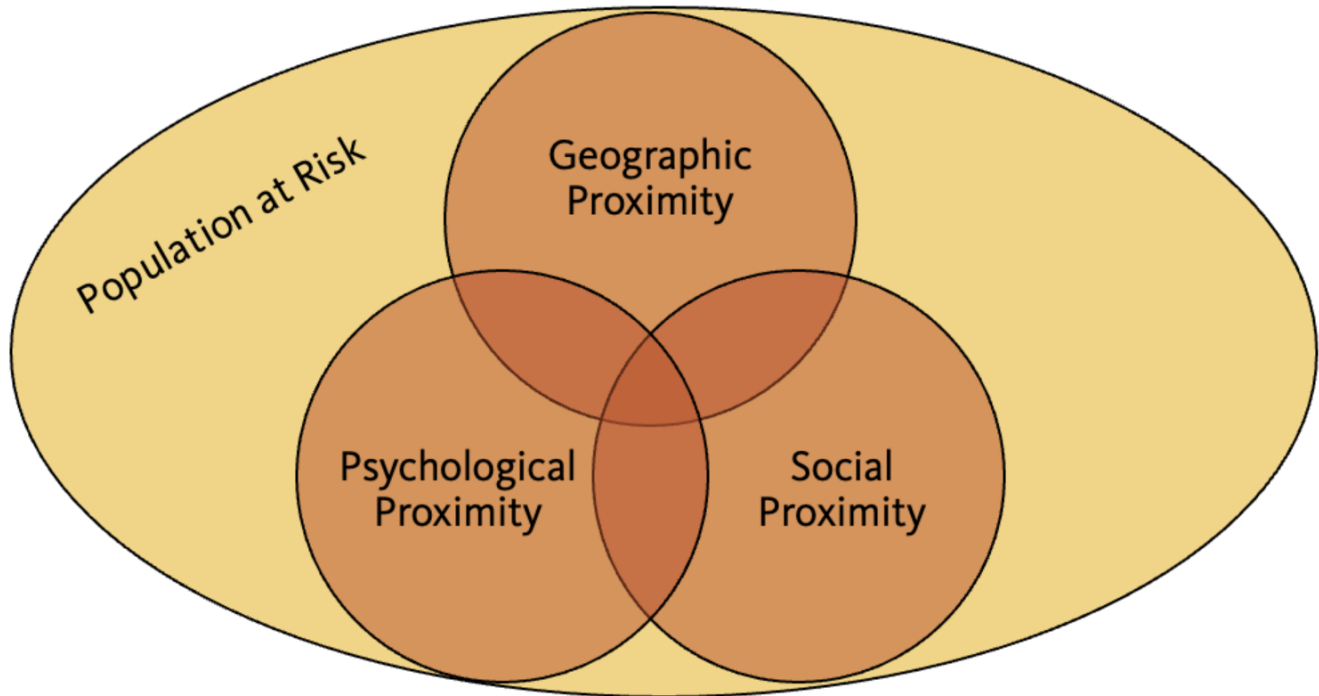 Population at Risk
Geographic
Proximity
Psychological
Proximity
Social
Proximity